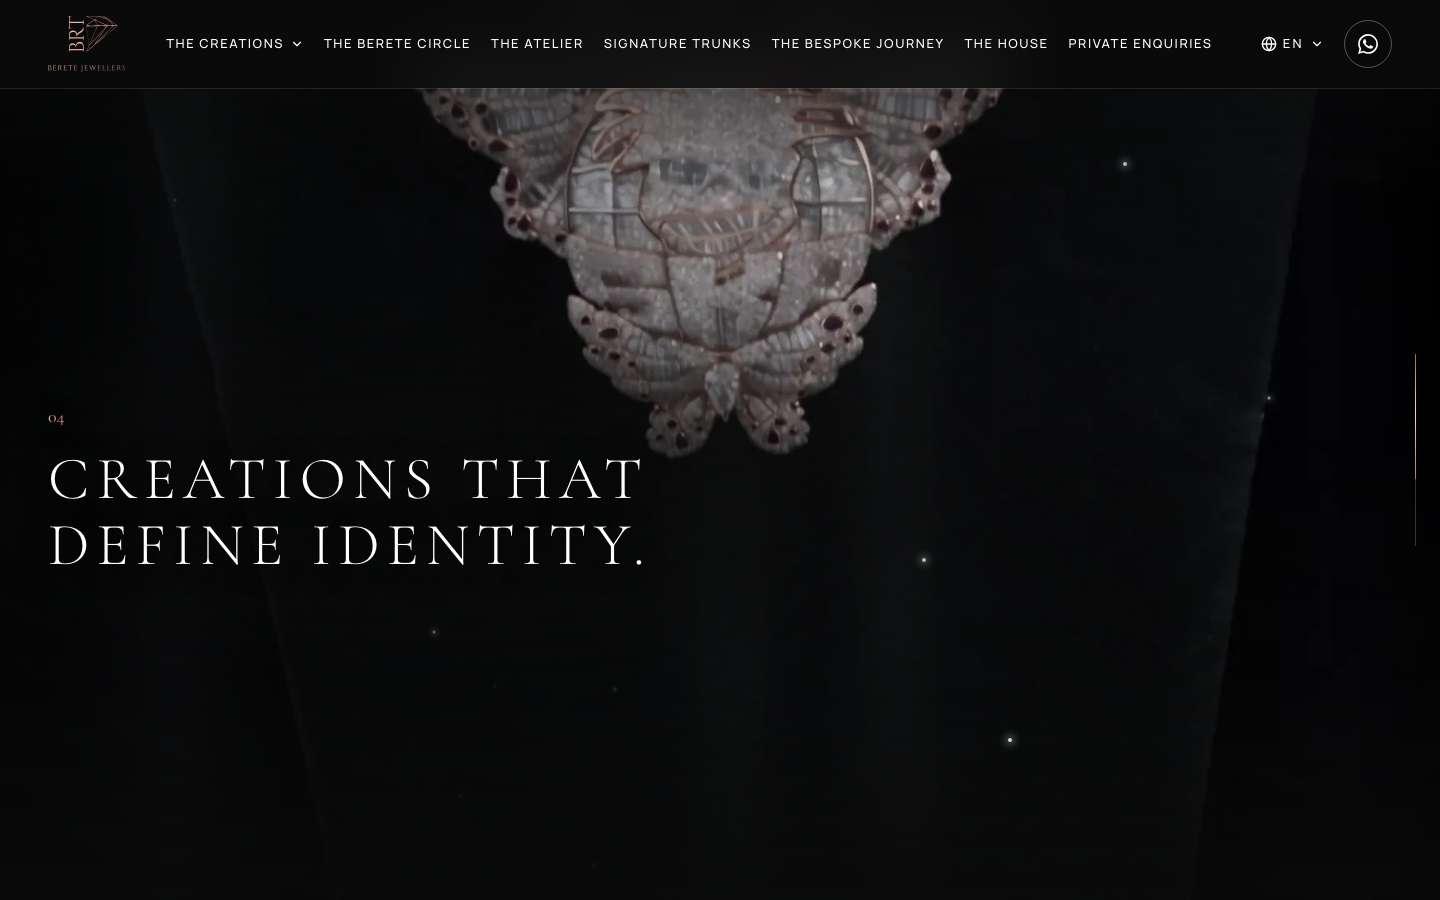 BRT
BERETE JEWELLERS
THE CREATIONS
THE BERETE CIRCLE
THE ATELIER
SIGNATURE TRUNKS
THE BESPOKE JOURNEY
THE HOUSE
PRIVATE ENQUIRIES
EN
04
CREATIONS THAT
DEFINE IDENTITY.